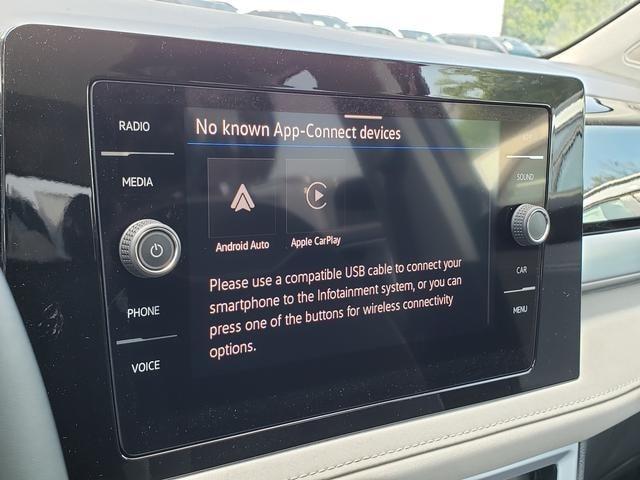 RADIO
MEDIA
PHONE
VOICE
No known App-Connect devices
Android Auto
Apple CarPlay
Please use a compatible USB cable to connect your
smartphone to the Infotainment system, or you can
press one of the buttons for wireless connectivity
options.
SOUND
CAR
MENU